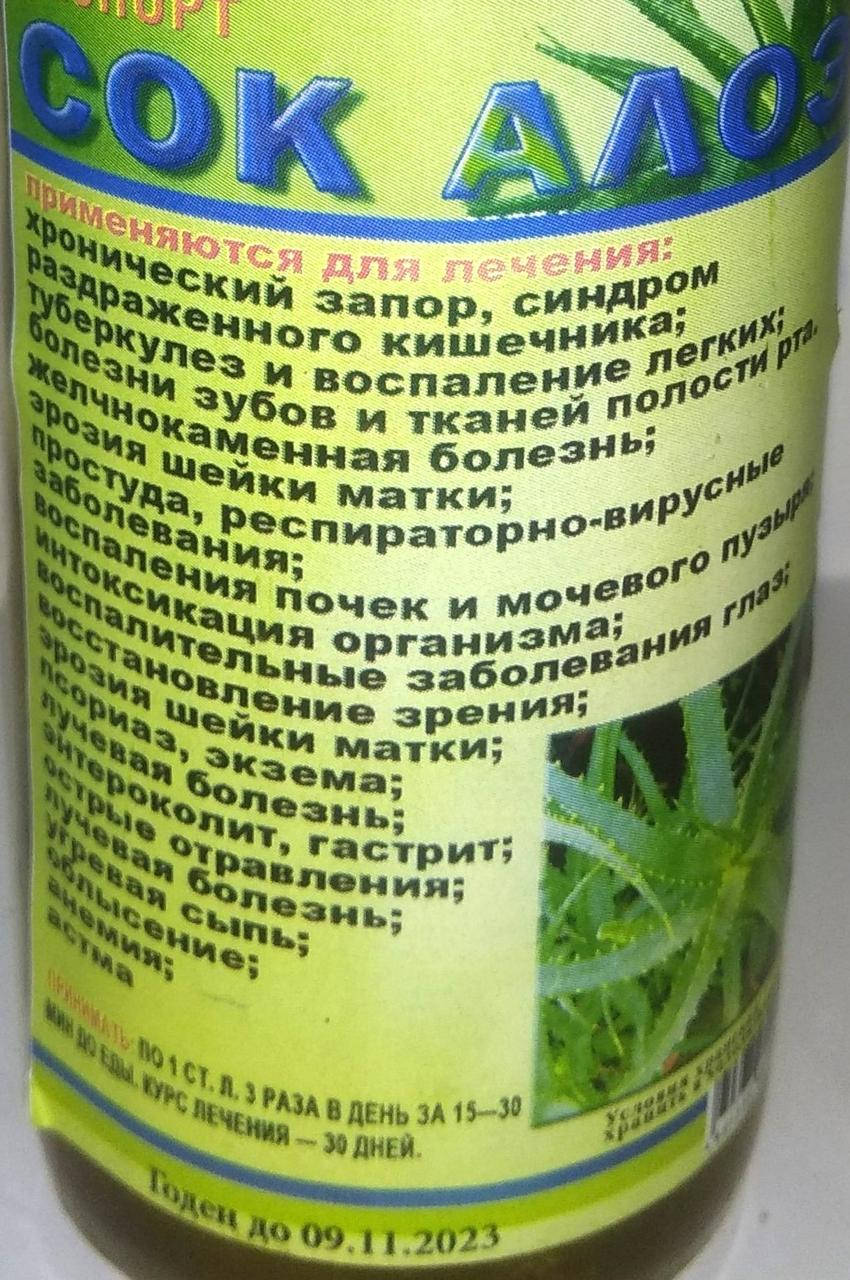 СОК АЛОЭ
применяются для лечения:
хронический запор, синдром
раздраженного кишечника;
туберкулез и воспаление легких;
болезни зубов и тканей полости рта.
желчнокаменная болезнь;
эрозия шейки матки;
простуда, респираторно-вирусные
заболевания;
воспаления почек и мочевого пузыря;
интоксикация организма;
воспалительные заболевания глаз;
восстановление зрения;
эрозия шейки матки;
псориаз, экзема;
лучевая болезнь;
энтероколит, гастрит;
острые отравления;
лучевая болезнь;
угревая сыпь;
облысение;
анемия;
астма
ПРИНИМАТЬ: ПО 1 СТ. Л. 3 РАЗА В ДЕНЬ ЗА 15—30
МИН ДО ЕДЫ. КУРС ЛЕЧЕНИЯ — 30 ДНЕЙ.
Условия
хранить в
Годен до 09.11.2023